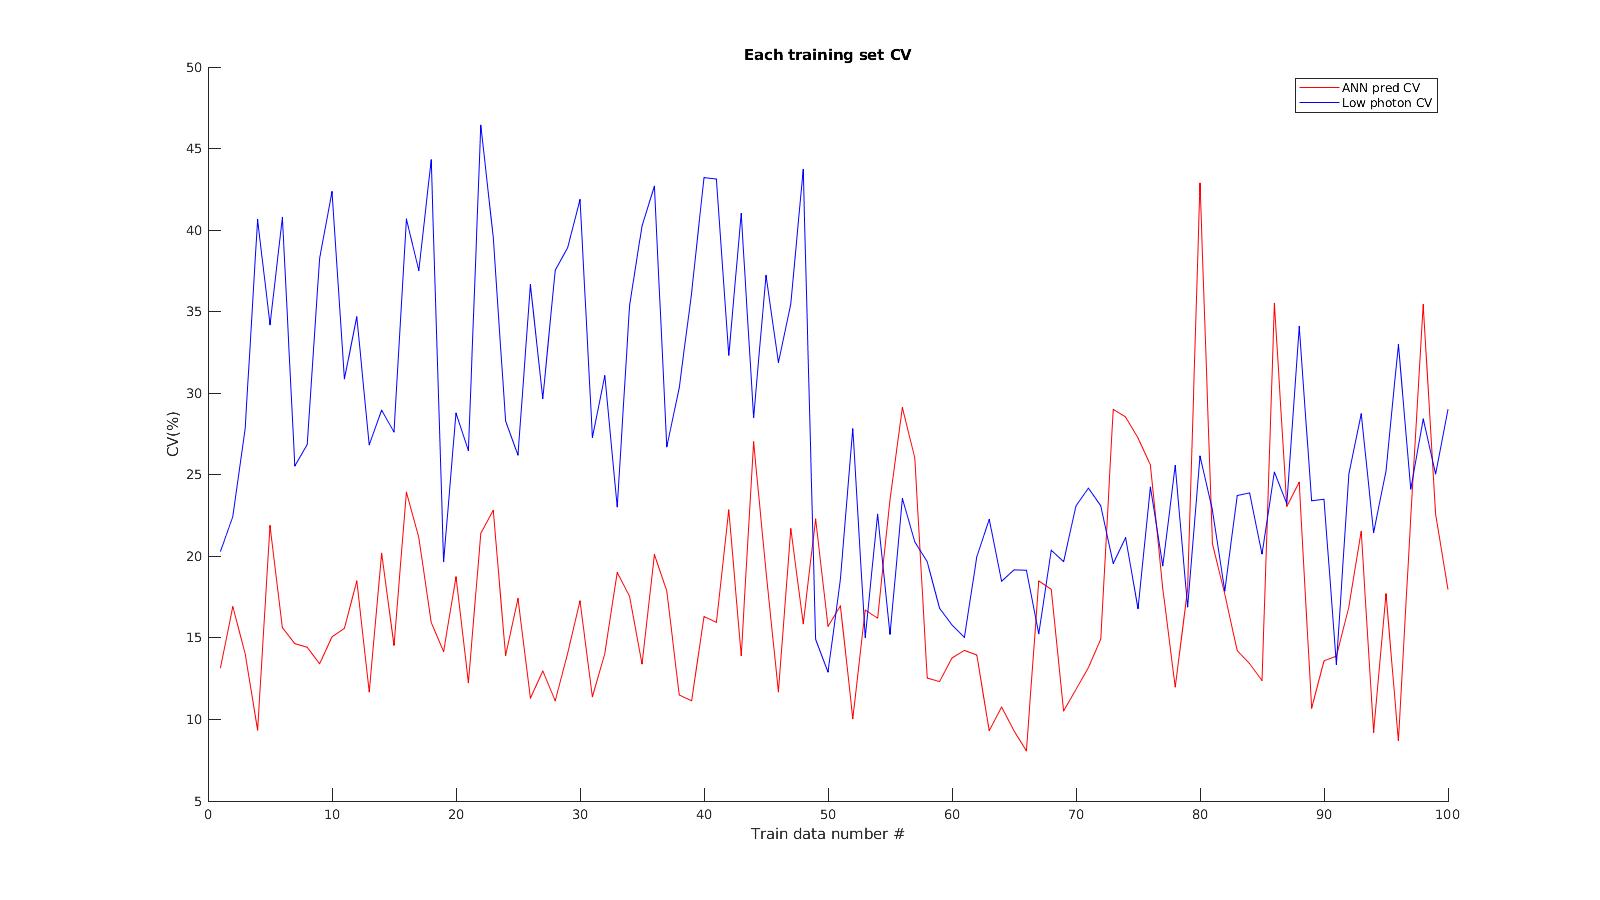 Each training set CV
ANN pred CV
Low photon CV
50
45
40
35
30
25
20
15
10
5
CV(%)
0 10 20 30 40 50 60 70 80 90 100
Train data number #